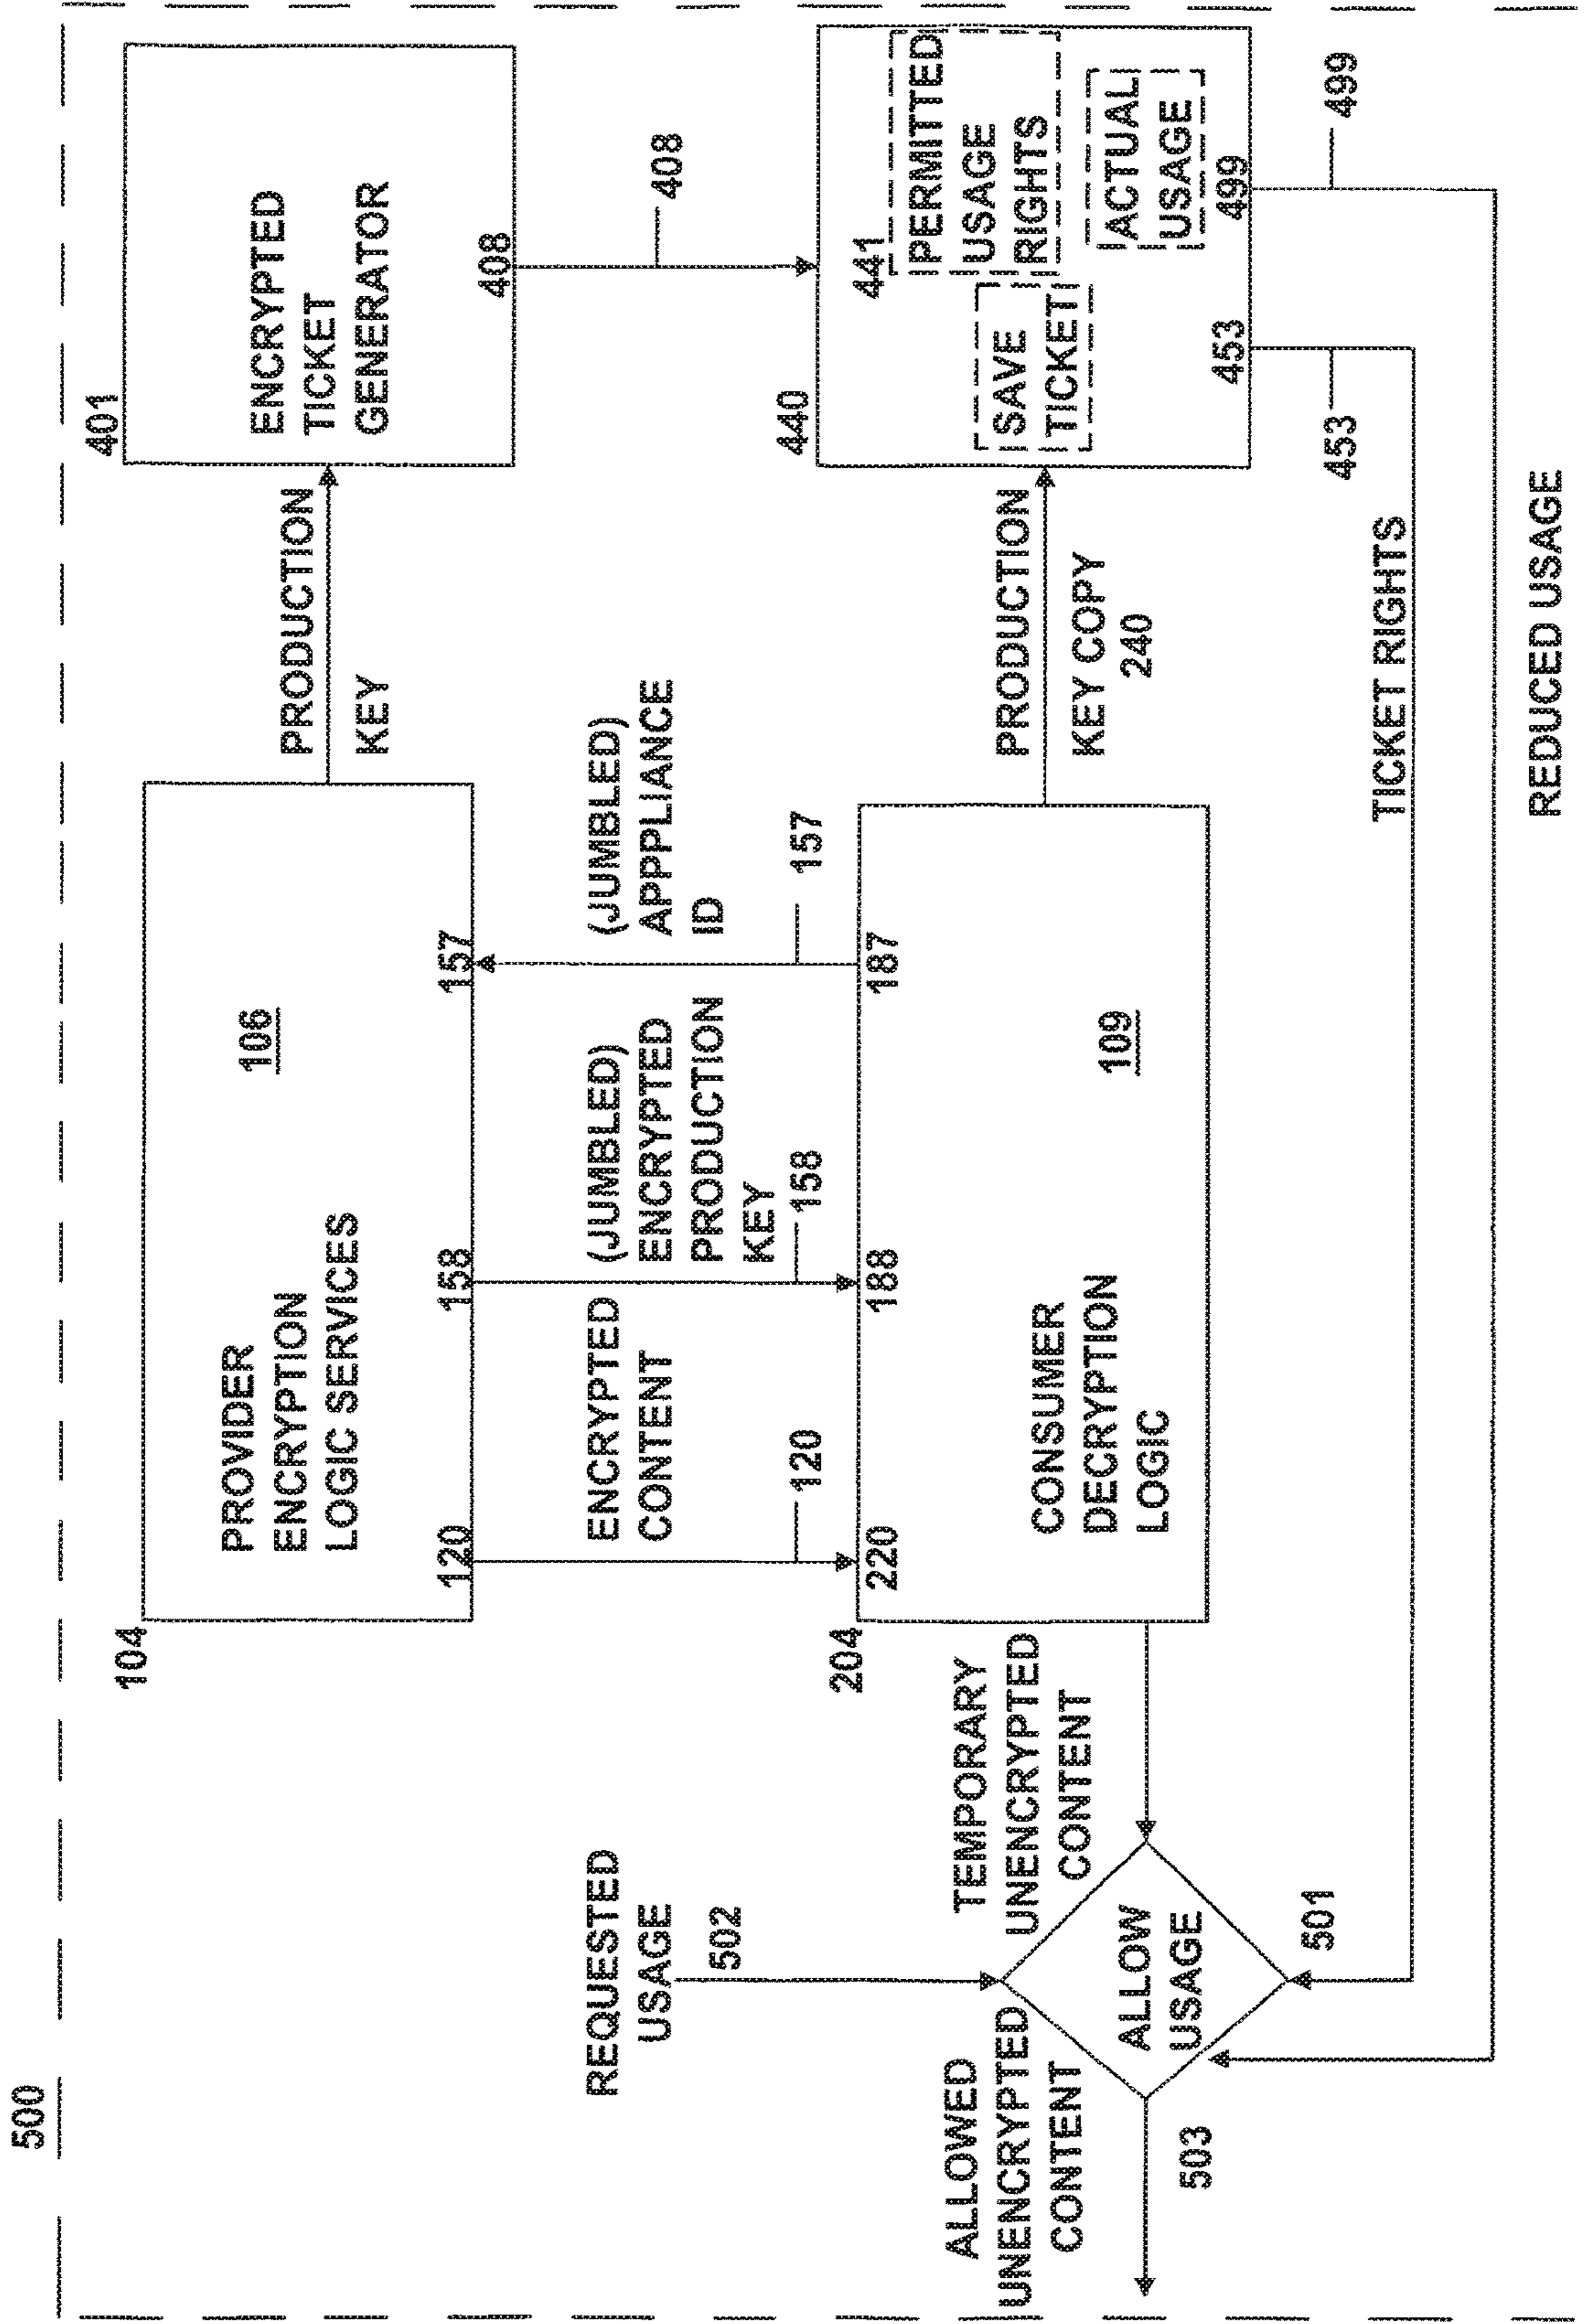 500
104
PROVIDER
ENCRYPTION
LOGIC SERVICES
106
120
158
157
PRODUCTION
KEY
401
ENCRYPTED
TICKET
GENERATOR
408
408
REQUESTED
USAGE
502
ENCRYPTED
CONTENT
120
(JUMBLED)
ENCRYPTED
PRODUCTION
KEY
158
(JUMBLED)
APPPLIANCE
ID
157
204
220
188
187
CONSUMER
DECRYPTION
LOGIC
109
PRODUCTION
KEY COPY
240
440
441
SAVE
TICKET
PERMITTED
USAGE
RIGHTS
ACTUAL
USAGE
453
499
453
499
TEMPORARY
UNENCRYPTED
CONTENT
ALLOWED
UNENCRYPTED
CONTENT
ALLOW
USAGE
503
501
TICKET RIGHTS
REDUCED USAGE